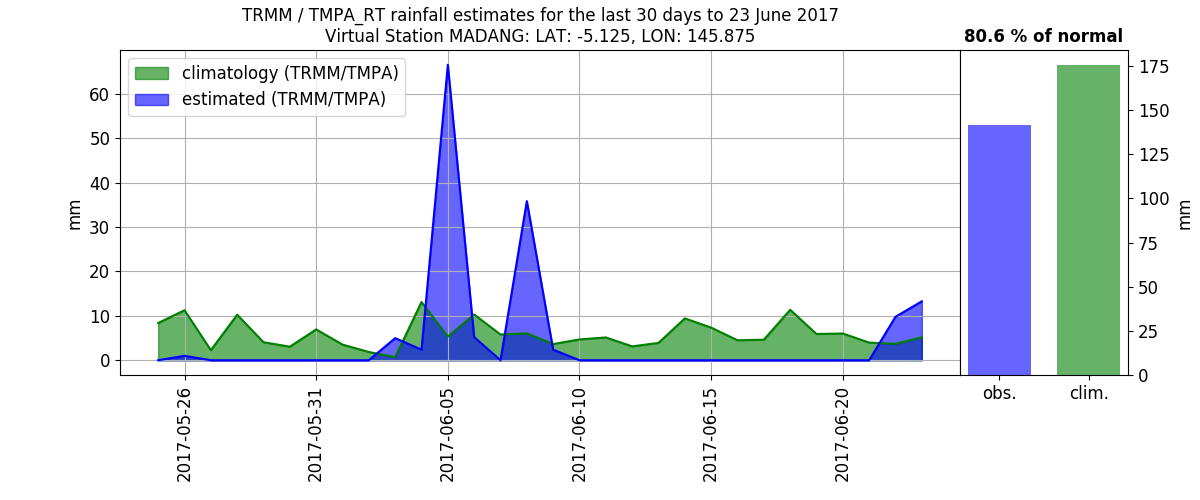 TRMM / TMPA_RT rainfall estimates for the last 30 days to 23 June 2017
Virtual Station MADANG: LAT: -5.125, LON: 145.875
80.6 % of normal
climatology (TRMM/TMPA)
estimated (TRMM/TMPA)
mm
60
50
40
30
20
10
0
2017-05-26
2017-05-31
2017-06-05
2017-06-10
2017-06-15
2017-06-20
175
150
125
100
75
50
25
0
mm
obs.
clim.